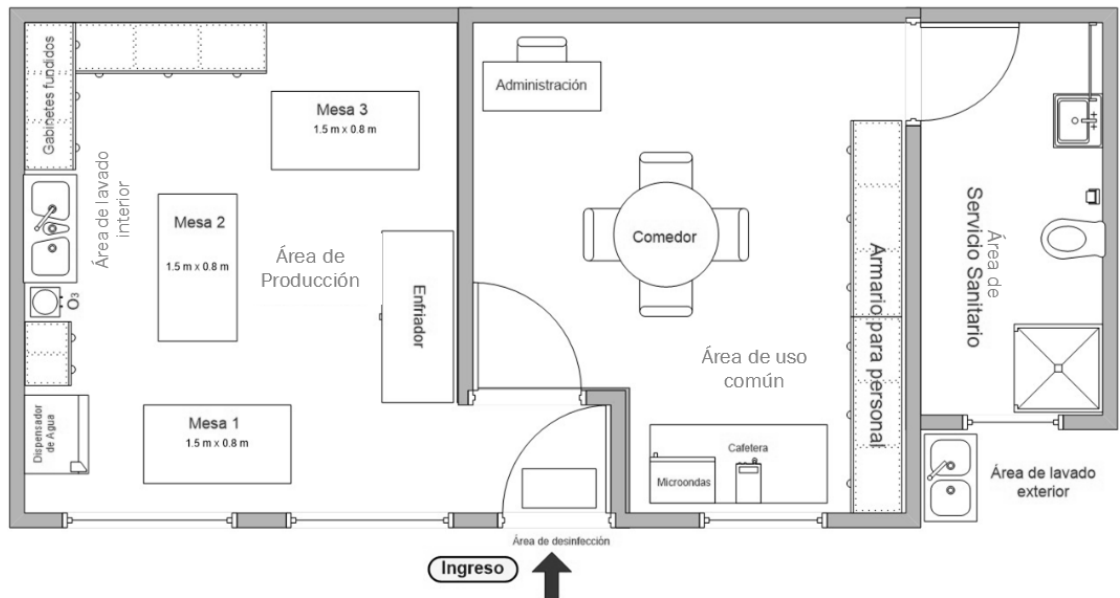 Gabinetes fundidos
Área de lavado
interior
Mesa 3
1.5 m x 0.8 m
Mesa 2
1.5 m x 0.8 m
Área de
Producción
Enfriador
O3
Dispensador
de Agua
Mesa 1
1.5 m x 0.8 m
Administración
Comedor
Área de uso
común
Armario para personal
Cafetera
Microondas
Área de
Servicio Sanitario
Área de lavado
exterior
Área de desinfección
Ingreso